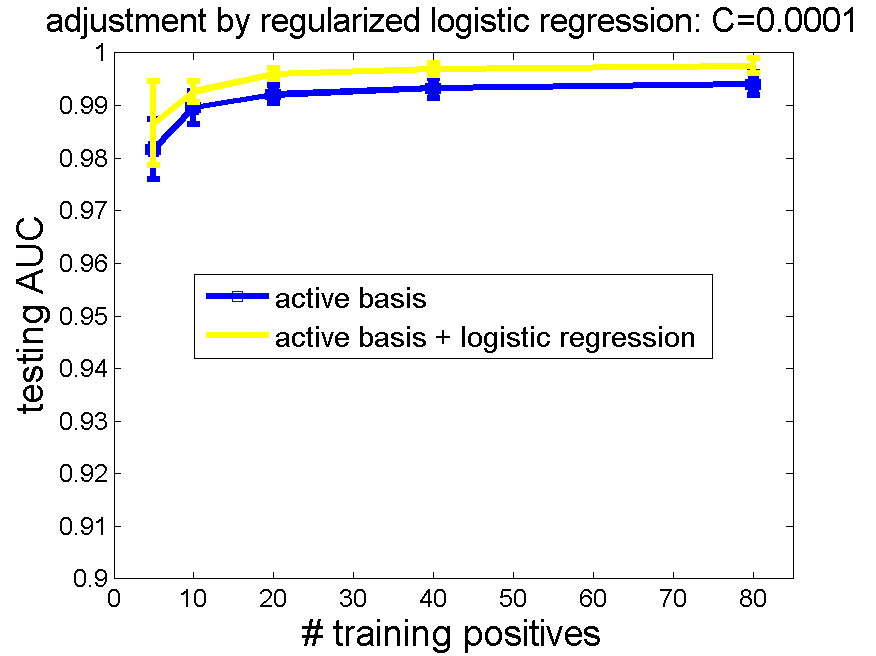 adjustment by regularized logistic regression: C=0.0001
1
0.99
0.98
0.97
0.96
0.95
0.94
0.93
0.92
0.91
0.9
testing AUC
active basis
active basis + logistic regression
0 10 20 30 40 50 60 70 80
# training positives